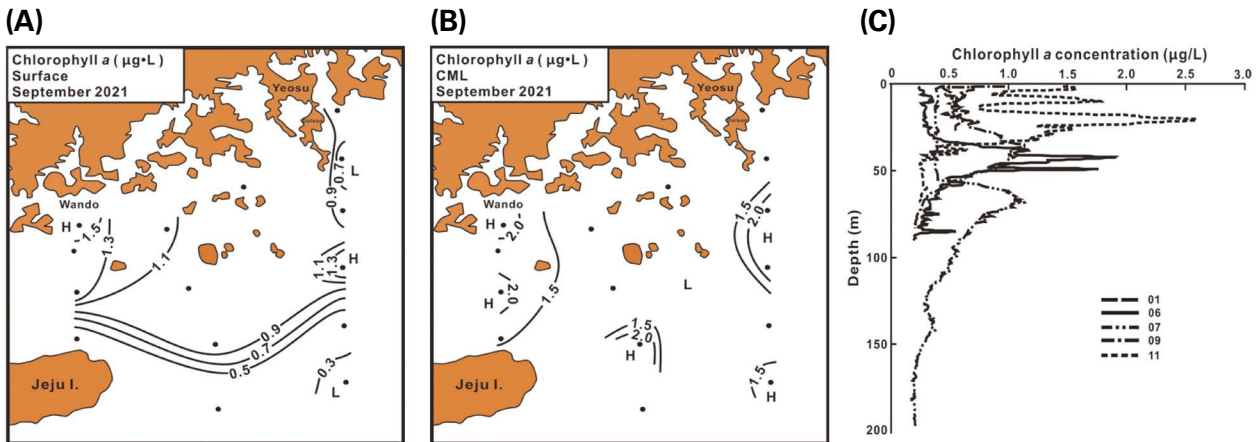 (A)
Chlorophyll a ( μg•L )
Surface
September 2021
Yeosu
Dolsan
0.7
0.9
L
Wando
H
1.5
1.3
1.1
1.1
1.3
H
0.9
0.7
0.5
0.3
L
Jeju I.
(B)
Chlorophyll a ( μg•L )
CML
September 2021
Yeosu
Dolsan
Wando
H
2.0
1.5
2.0
H
H
2.0
1.5
L
1.5
2.0
H
1.5
H
Jeju I.
(C)
Chlorophyll a concentration (μg/L)
0
0.5
1.0
1.5
2.0
2.5
3.0
0
50
100
150
200
Depth (m)
01
06
07
09
11